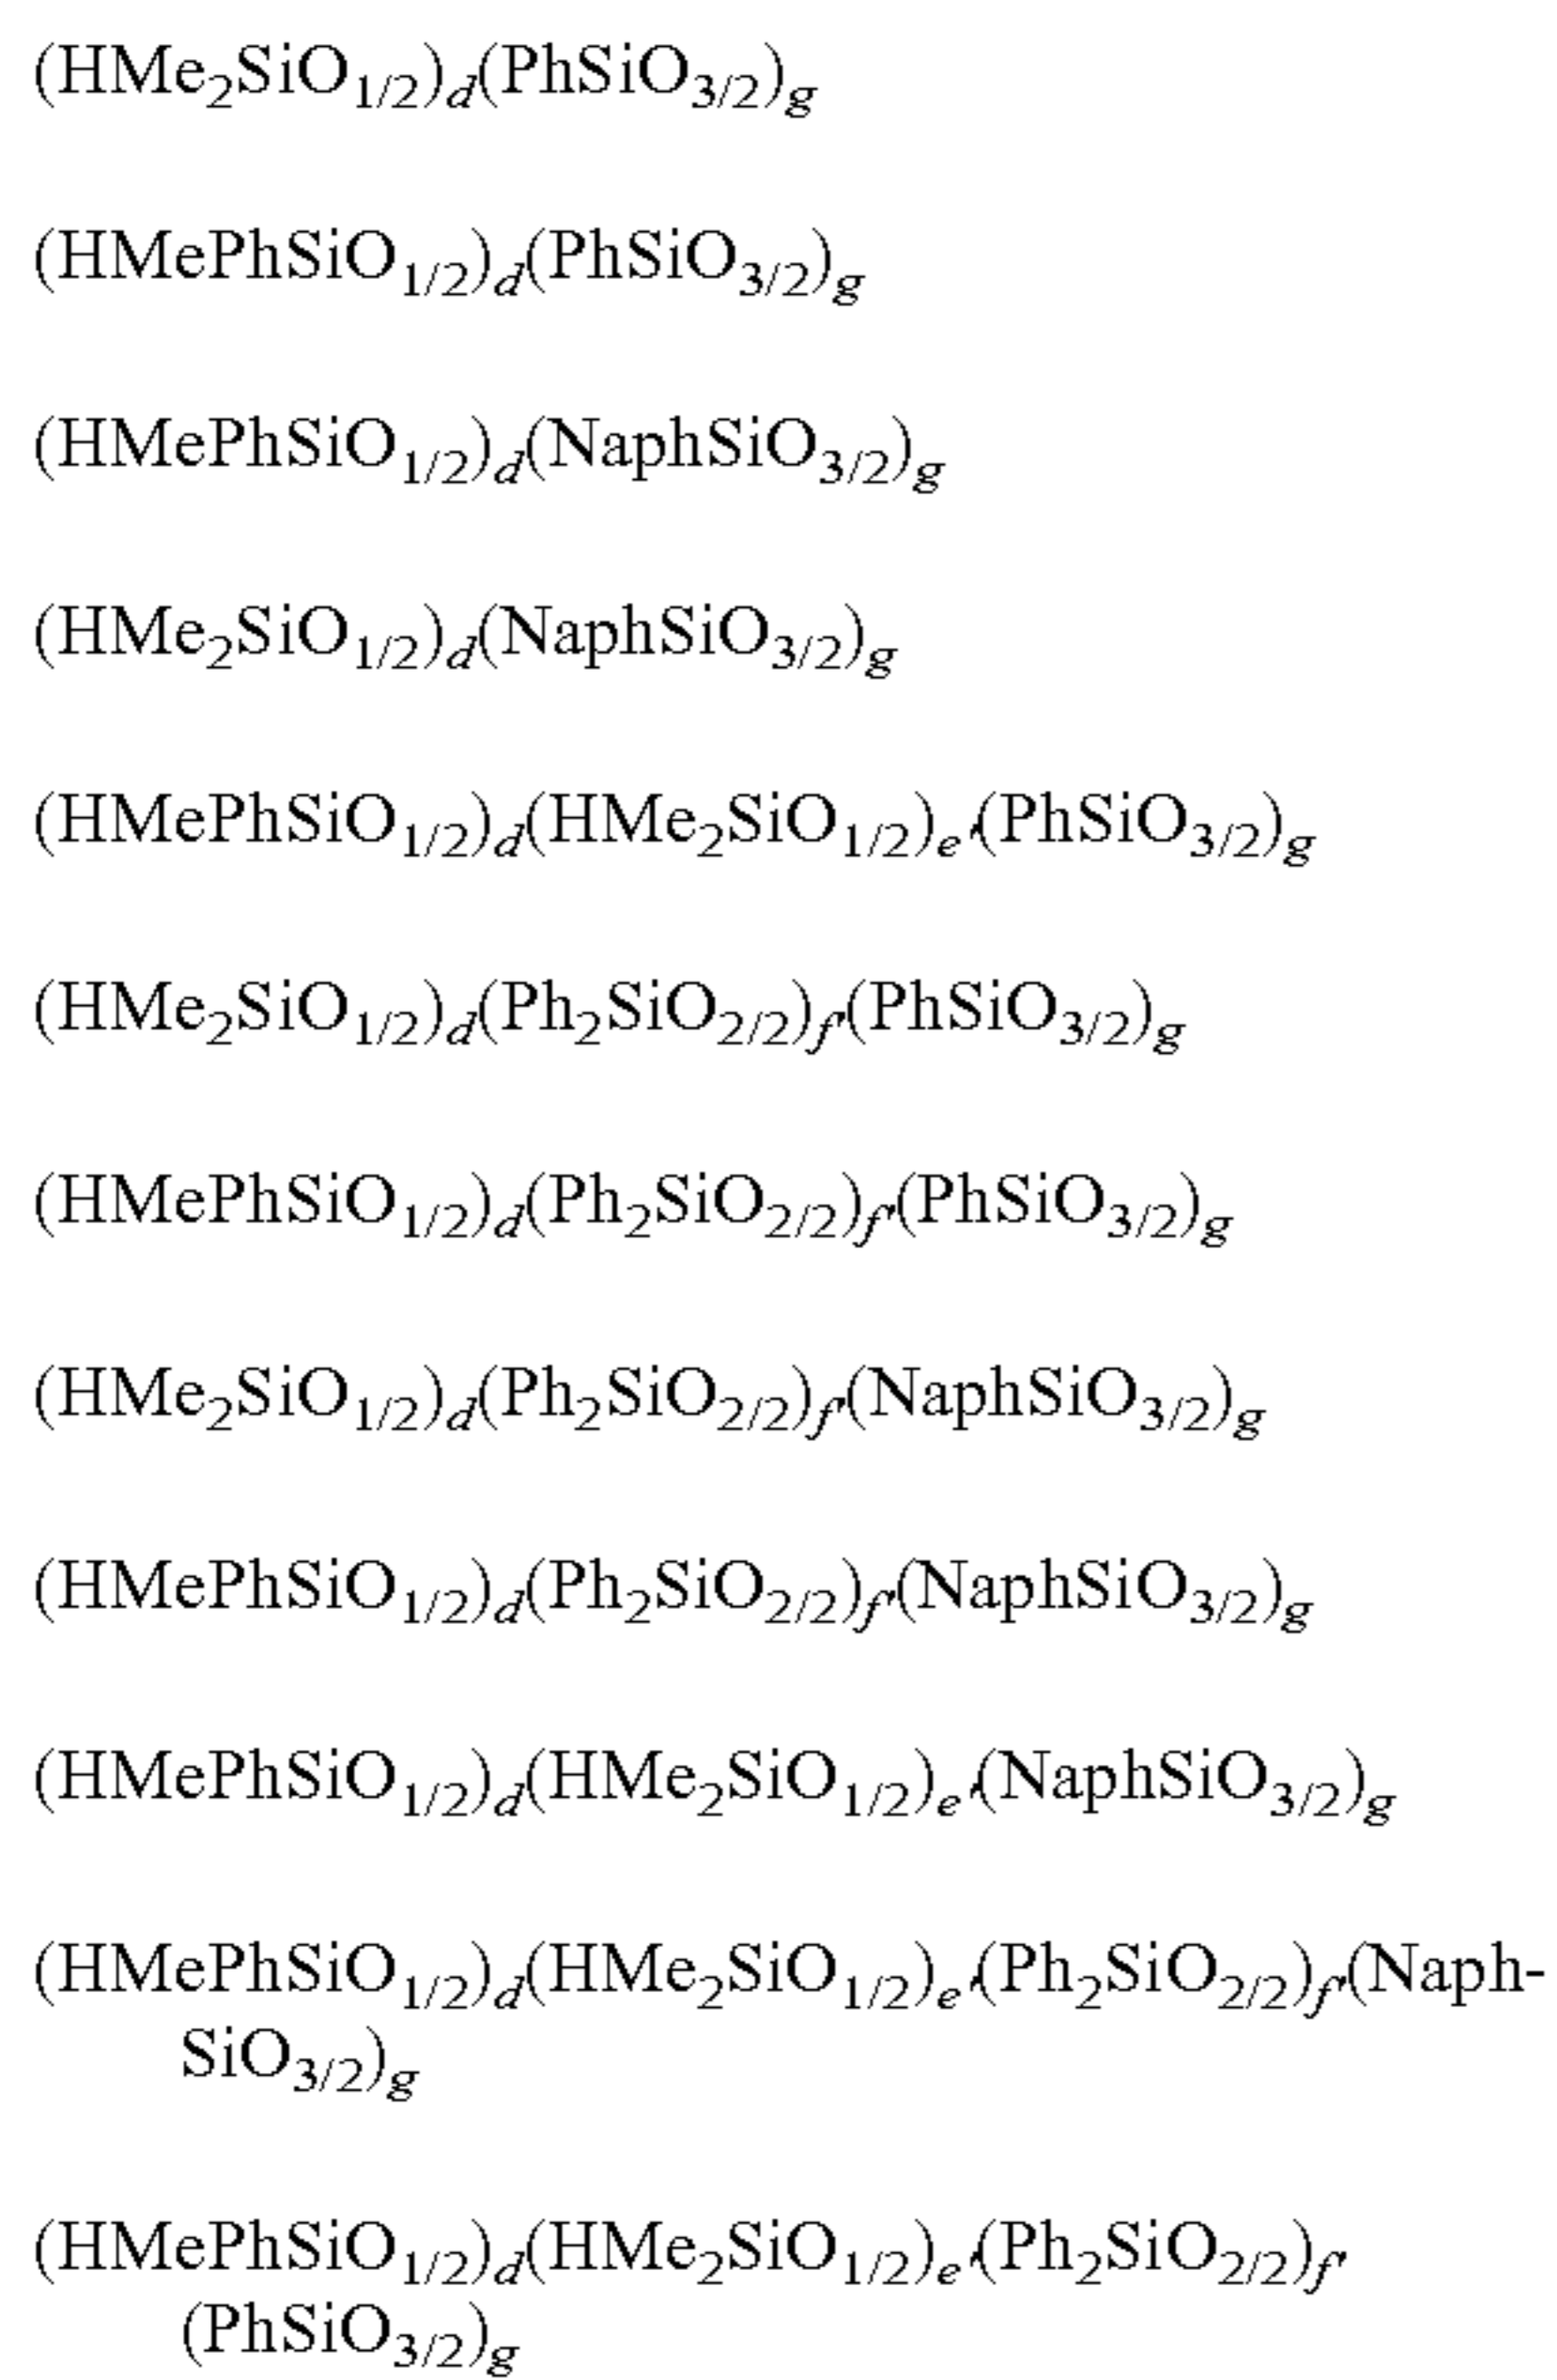 (HMe₂SiO₁/₂)d(PhSiO₃/₂)g
(HMePhSiO₁/₂)d(PhSiO₃/₂)g
(HMePhSiO₁/₂)d(NaphSiO₃/₂)g
(HMe₂SiO₁/₂)d(NaphSiO₃/₂)g
(HMePhSiO₁/₂)d(HMe₂SiO₁/₂)e′(PhSiO₃/₂)g
(HMe₂SiO₁/₂)d(Ph₂SiO₂/₂)f′(PhSiO₃/₂)g
(HMePhSiO₁/₂)d(Ph₂SiO₂/₂)f′(PhSiO₃/₂)g
(HMe₂SiO₁/₂)d(Ph₂SiO₂/₂)f′(NaphSiO₃/₂)g
(HMePhSiO₁/₂)d(Ph₂SiO₂/₂)f′(NaphSiO₃/₂)g
(HMePhSiO₁/₂)d(HMe₂SiO₁/₂)e′(NaphSiO₃/₂)g
(HMePhSiO₁/₂)d(HMe₂SiO₁/₂)e′(Ph₂SiO₂/₂)f′(Naph-
SiO₃/₂)g
(HMePhSiO₁/₂)d(HMe₂SiO₁/₂)e′(Ph₂SiO₂/₂)f′
(PhSiO₃/₂)g